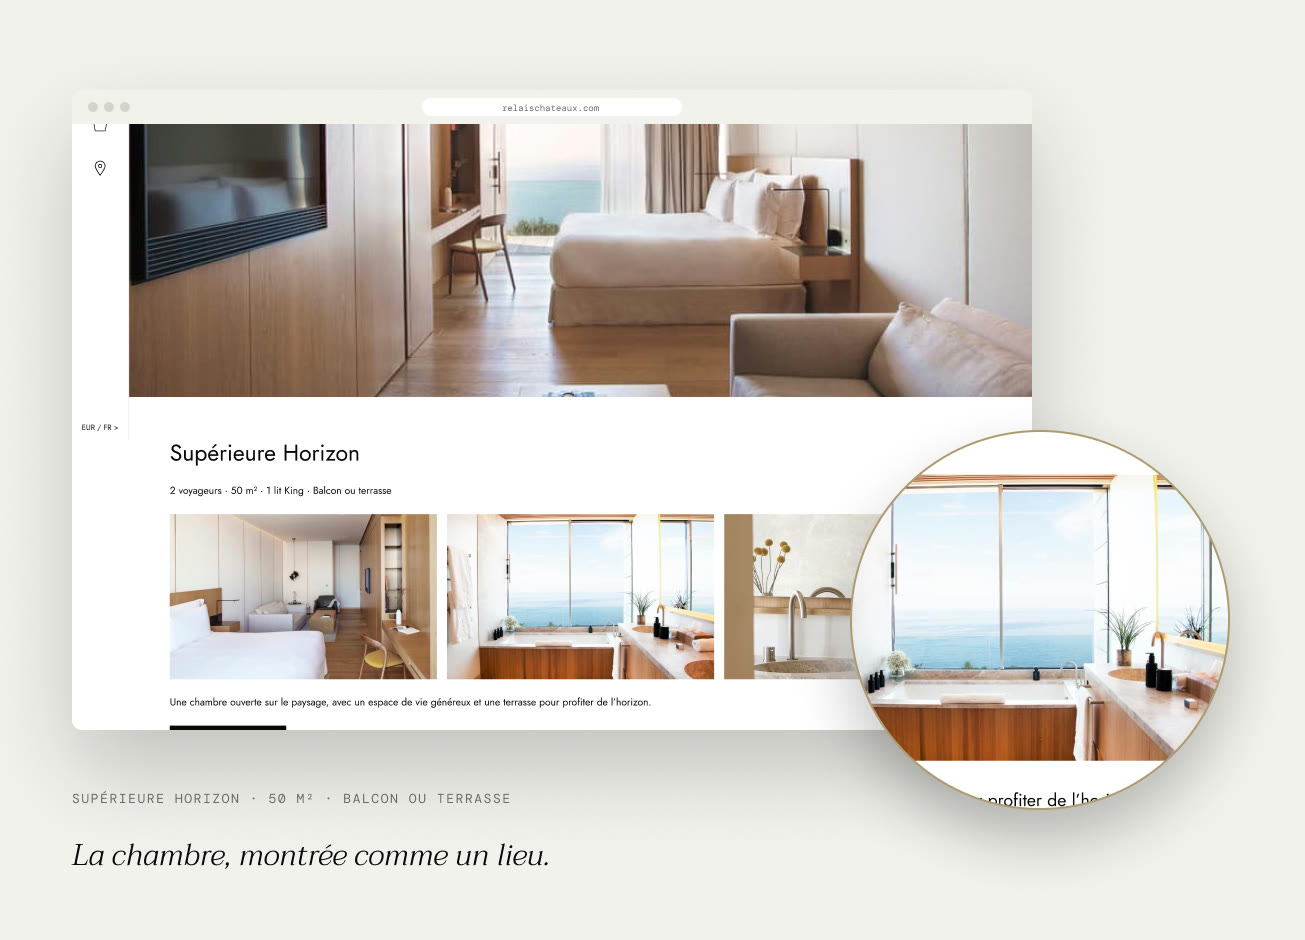 relaischateaux.com
EUR / FR >
Supérieure Horizon
2 voyageurs · 50 m² · 1 lit King · Balcon ou terrasse
Une chambre ouverte sur le paysage, avec un espace de vie généreux et une terrasse pour profiter de l’horizon.
profiter de l’ho
SUPÉRIEURE HORIZON · 50 M² · BALCON OU TERRASSE
La chambre, montrée comme un lieu.